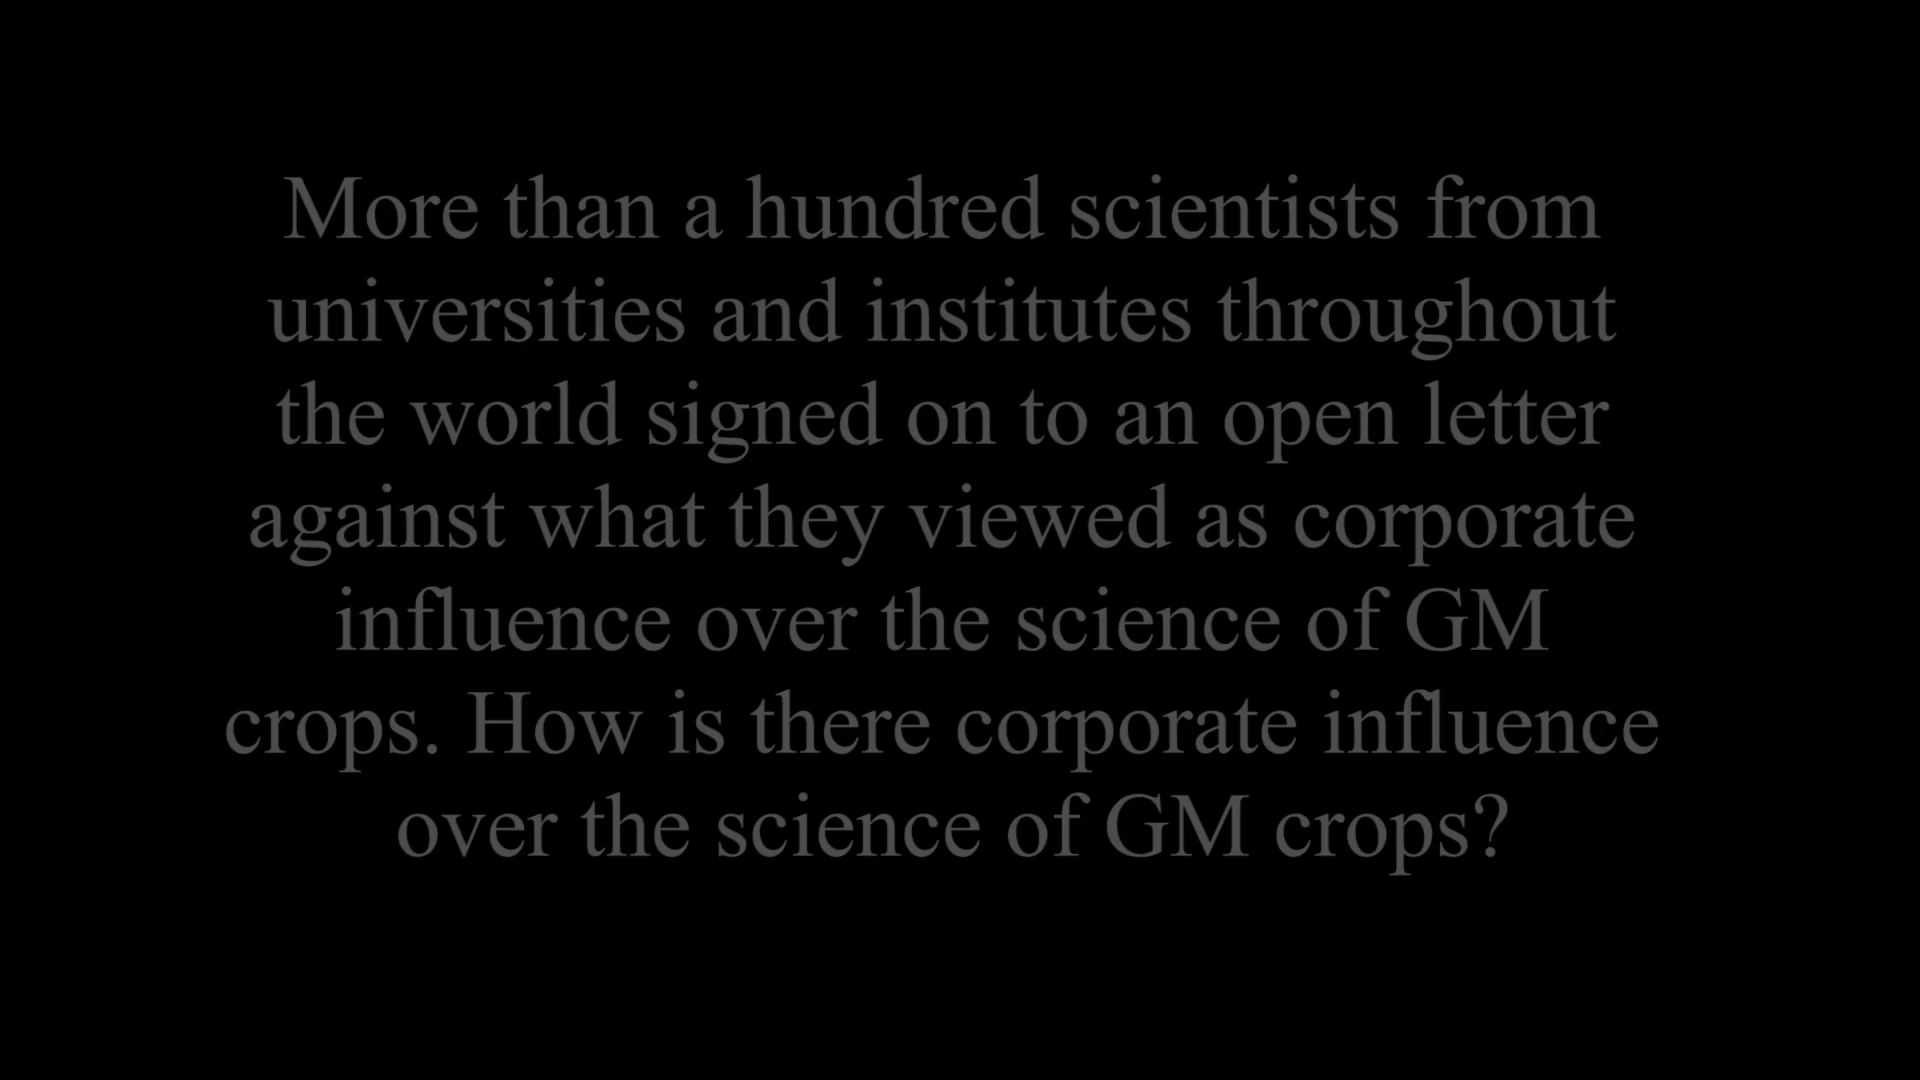 More than a hundred scientists from
universities and institutes throughout
the world signed on to an open letter
against what they viewed as corporate
influence over the science of GM
crops. How is there corporate influence
over the science of GM crops?